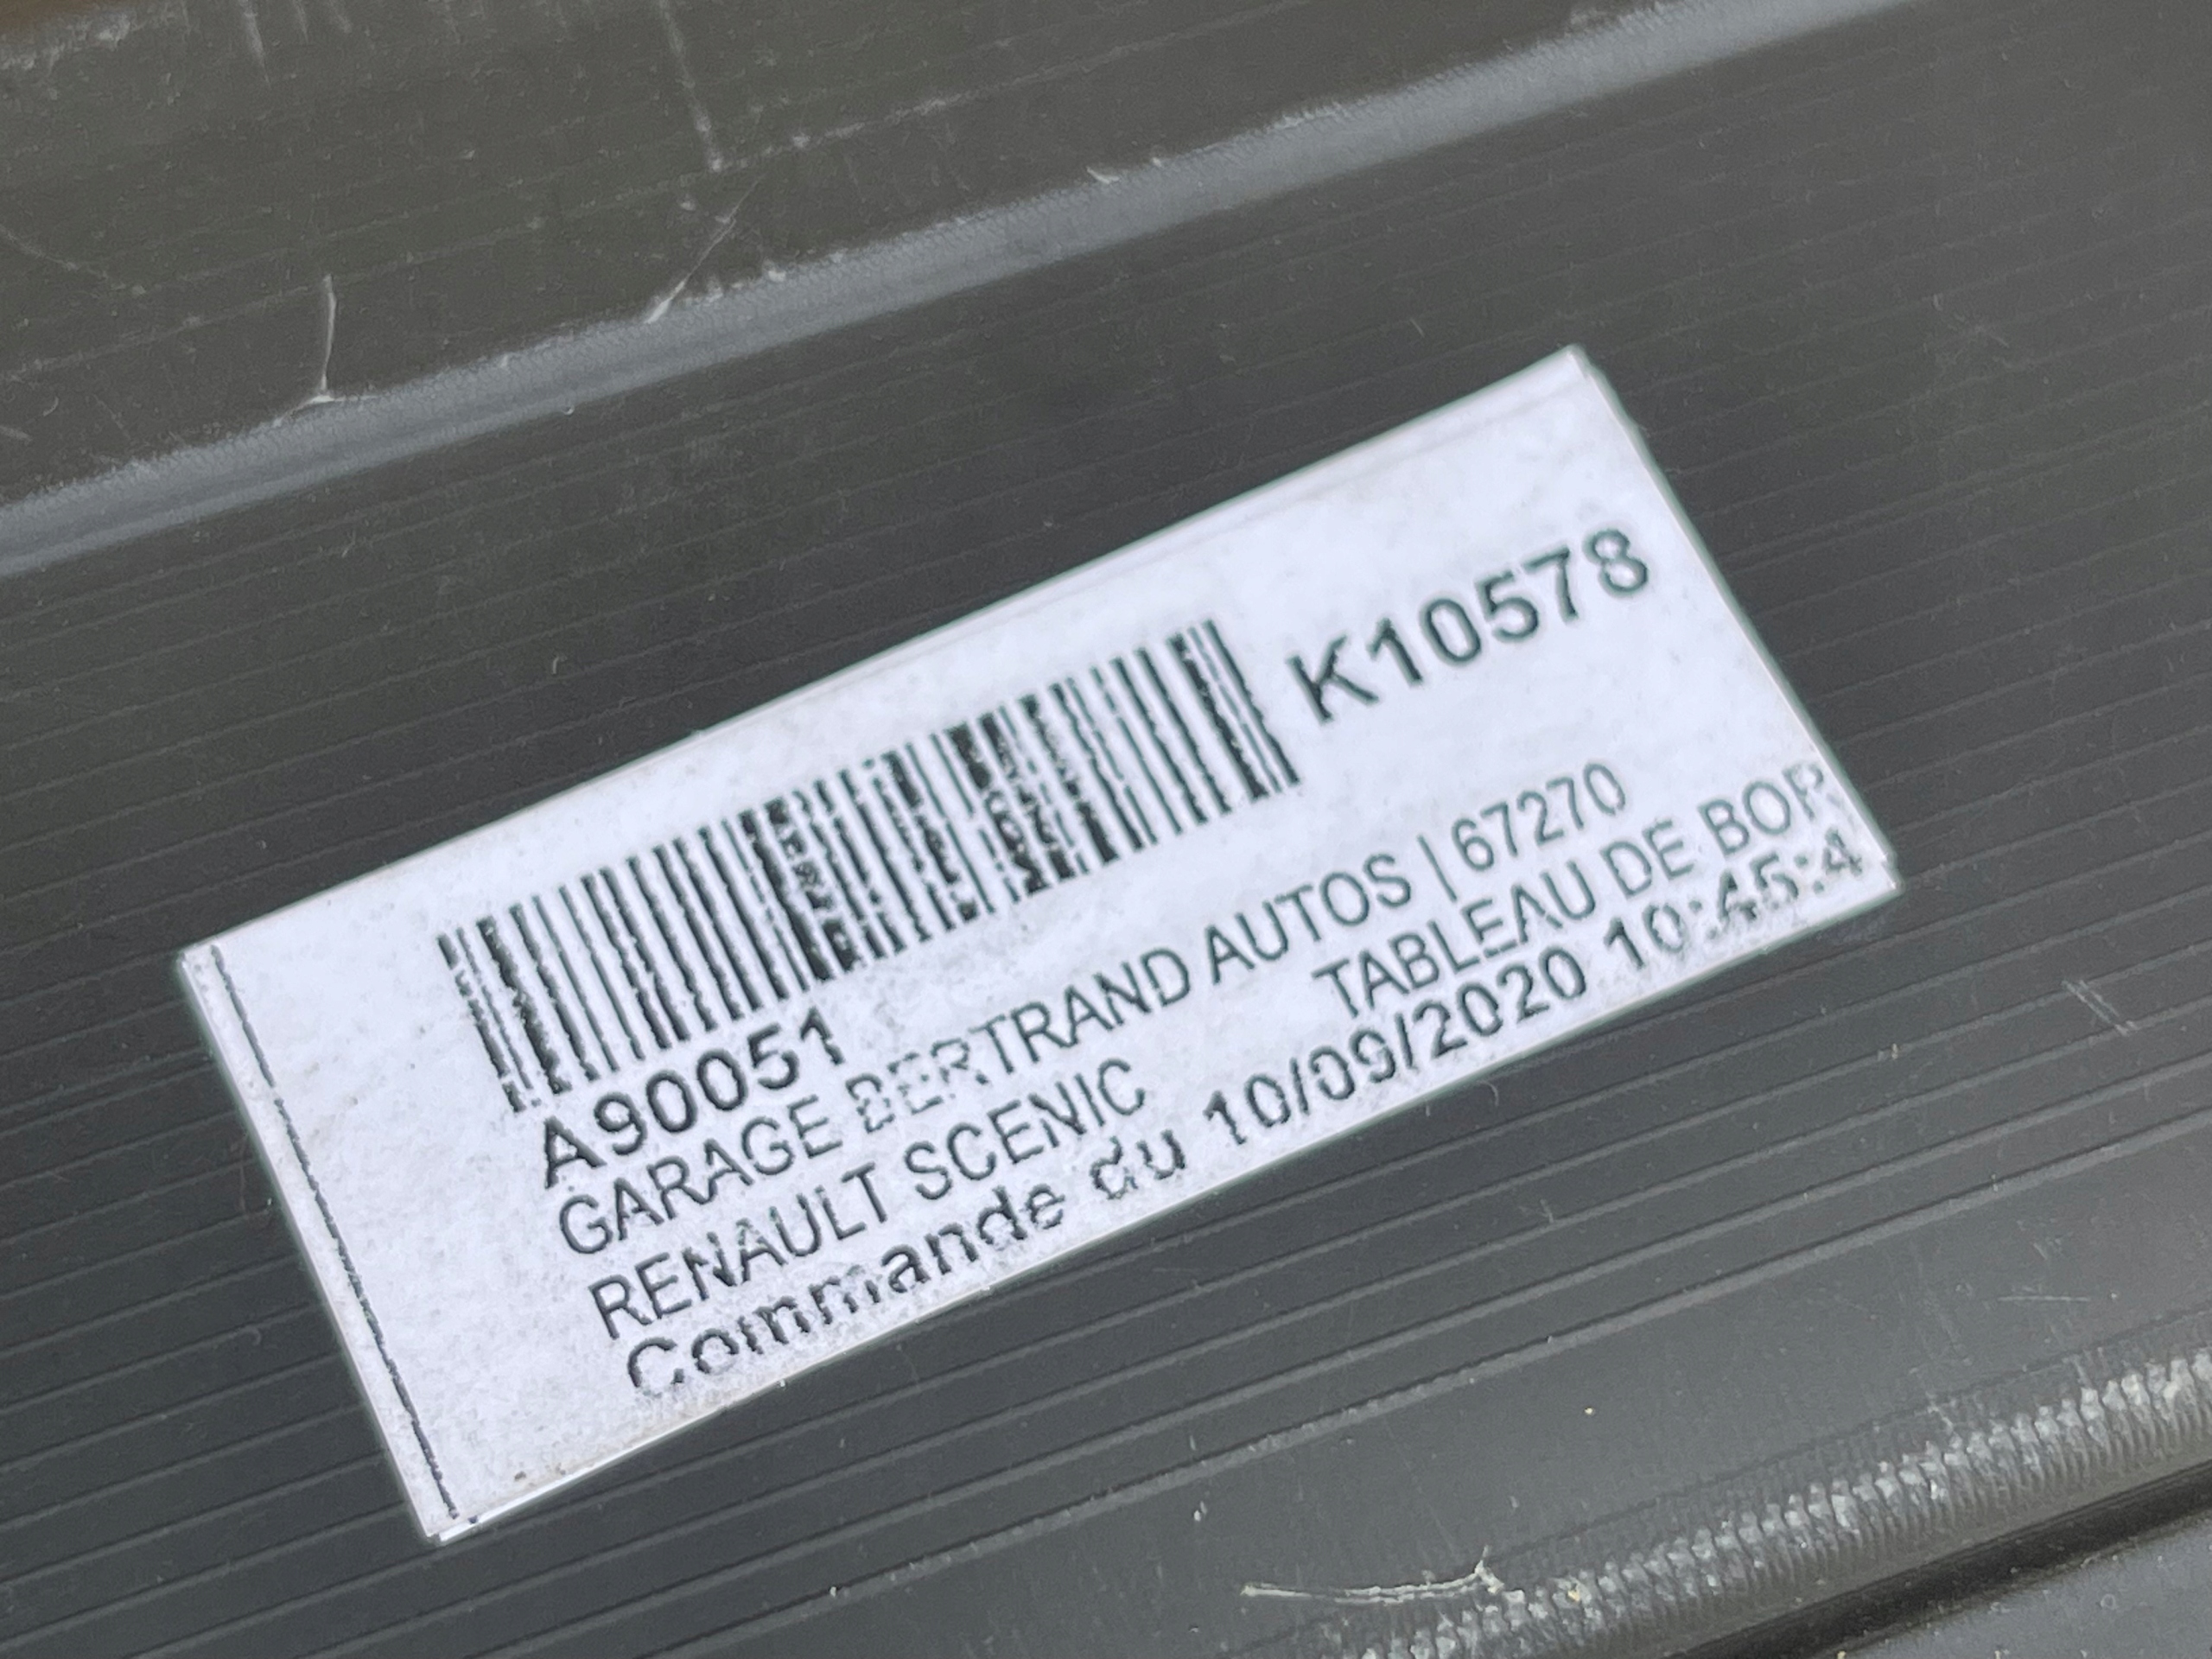 K10578
A90051
GARAGE BERTRAND AUTOS | 67270
RENAULT SCENIC TABLEAU DE BOR
Commande du 10/09/2020 10:45:4